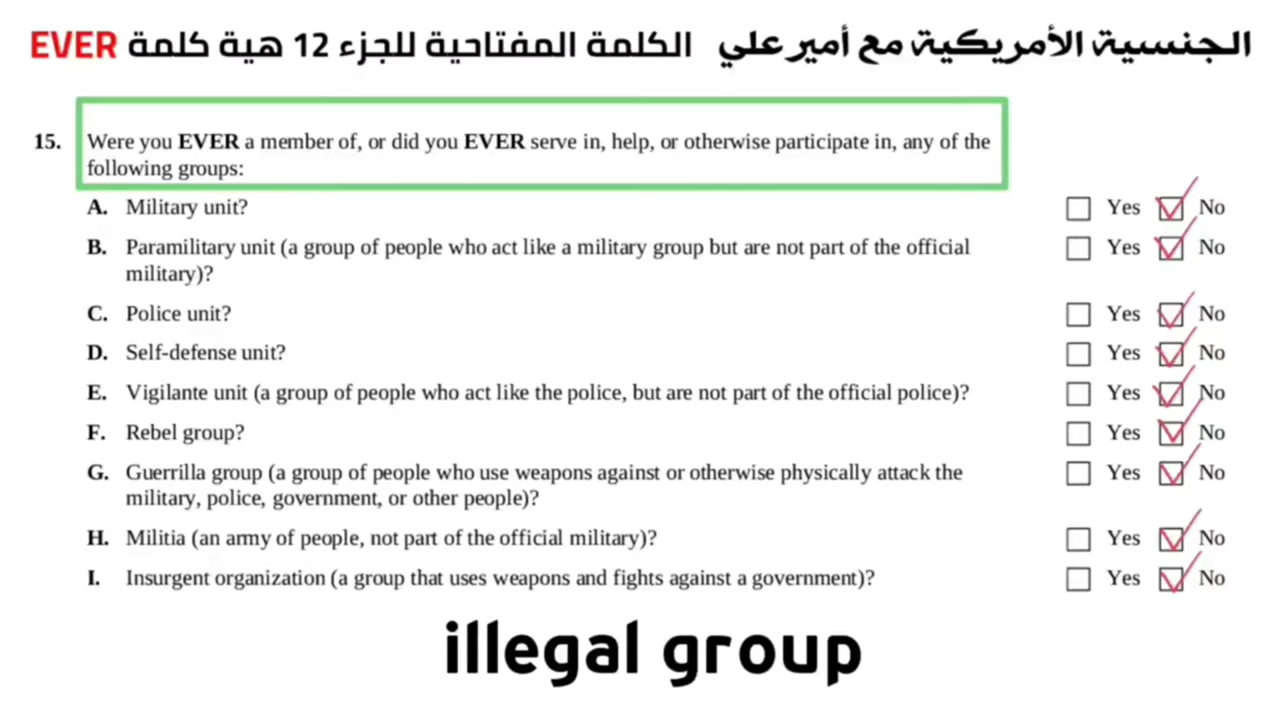 الجنسية الأمريكية مع أمير علي الكلمة المفتاحية للجزء 12 هية كلمة EVER
15. Were you EVER a member of, or did you EVER serve in, help, or otherwise participate in, any of the
following groups:
A. Military unit? Yes No
B. Paramilitary unit (a group of people who act like a military group but are not part of the official Yes No
military)?
C. Police unit? Yes No
D. Self-defense unit? Yes No
E. Vigilante unit (a group of people who act like the police, but are not part of the official police)? Yes No
F. Rebel group? Yes No
G. Guerrilla group (a group of people who use weapons against or otherwise physically attack the Yes No
military, police, government, or other people)?
H. Militia (an army of people, not part of the official military)? Yes No
I. Insurgent organization (a group that uses weapons and fights against a government)? Yes No
illegal group